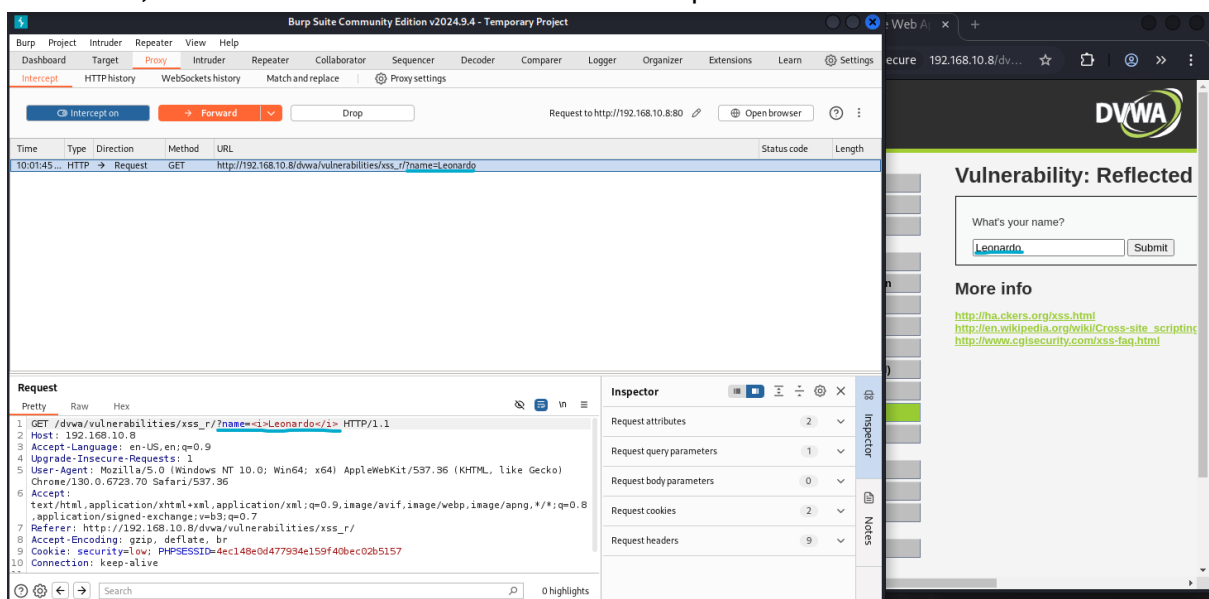 Burp Suite Community Edition v2024.9.4 - Temporary Project
Burp Project Intruder Repeater View Help
Dashboard Target Proxy Intruder Repeater Collaborator Sequencer Decoder Comparer Logger Organizer Extensions Learn Settings
Intercept HTTP history WebSockets history Match and replace Proxy settings
Intercept on Forward Drop Request to http://192.168.10.8:80 Open browser
Time Type Direction Method URL Status code Length
10:01:45... HTTP → Request GET http://192.168.10.8/dvwa/vulnerabilities/xss_r/?name=Leonardo
Request
Pretty Raw Hex
\n
1 GET /dvwa/vulnerabilities/xss_r/?name=<i>Leonardo</i> HTTP/1.1
2 Host: 192.168.10.8
3 Accept-Language: en-US,en;q=0.9
4 Upgrade-Insecure-Requests: 1
5 User-Agent: Mozilla/5.0 (Windows NT 10.0; Win64; x64) AppleWebKit/537.36 (KHTML, like Gecko)
Chrome/130.0.6723.70 Safari/537.36
6 Accept:
text/html,application/xhtml+xml,application/xml;q=0.9,image/avif,image/webp,image/apng,*/*;q=0.8
,application/signed-exchange;v=b3;q=0.7
7 Referer: http://192.168.10.8/dvwa/vulnerabilities/xss_r/
8 Accept-Encoding: gzip, deflate, br
9 Cookie: security=low; PHPSESSID=4ec148e0d477934e159f40bec02b5157
10 Connection: keep-alive
Search 0 highlights
Inspector
Request attributes 2
Request query parameters 1
Request body parameters 0
Request cookies 2
Request headers 9
Inspector
Notes
e Web A
ecure 192.168.10.8/dv...
DVWA
Vulnerability: Reflected
What's your name?
Leonardo Submit
More info
http://ha.ckers.org/xss.html
http://en.wikipedia.org/wiki/Cross-site_scripting
http://www.cgisecurity.com/xss-faq.html